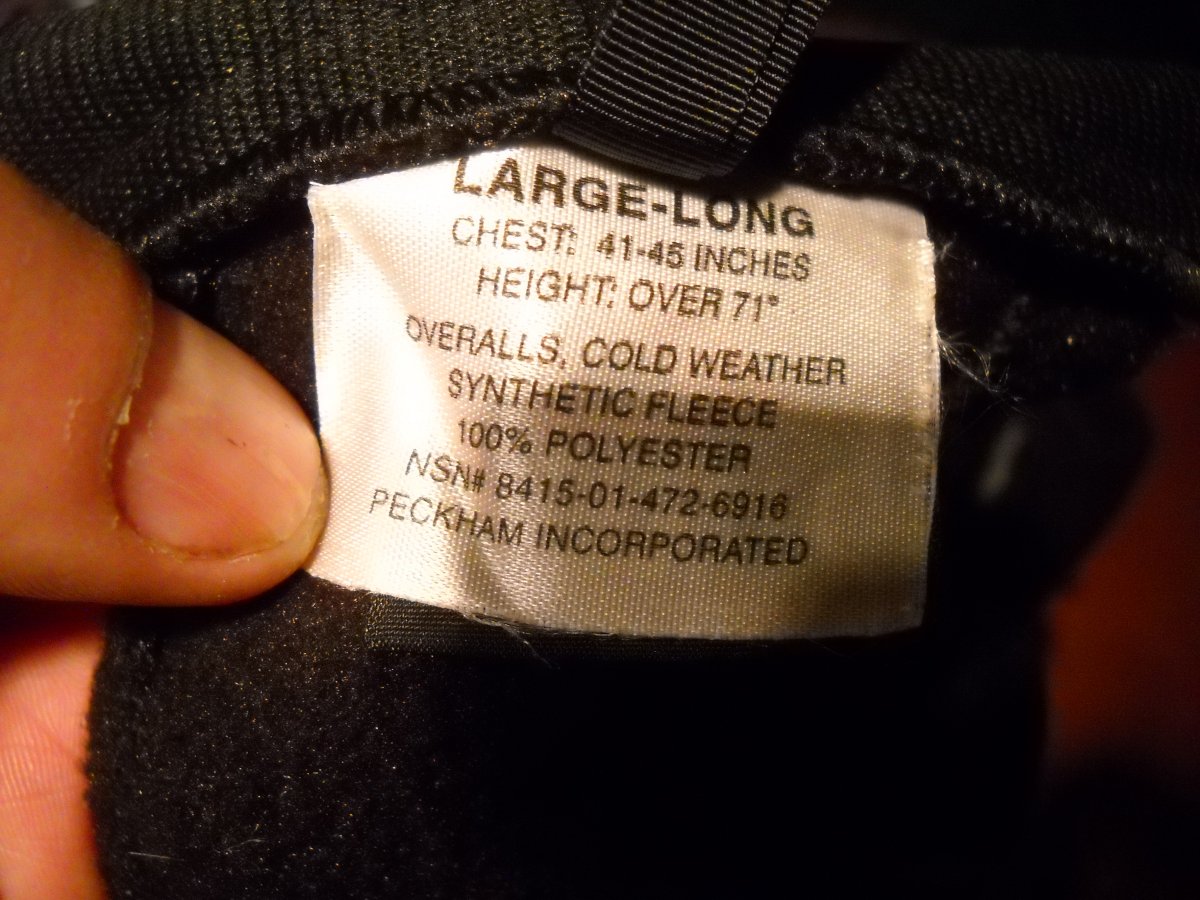 LARGE-LONG
CHEST: 41-45 INCHES
HEIGHT: OVER 71"
OVERALLS, COLD WEATHER
SYNTHETIC FLEECE
100% POLYESTER
NSN# 8415-01-472-6916
PECKHAM INCORPORATED